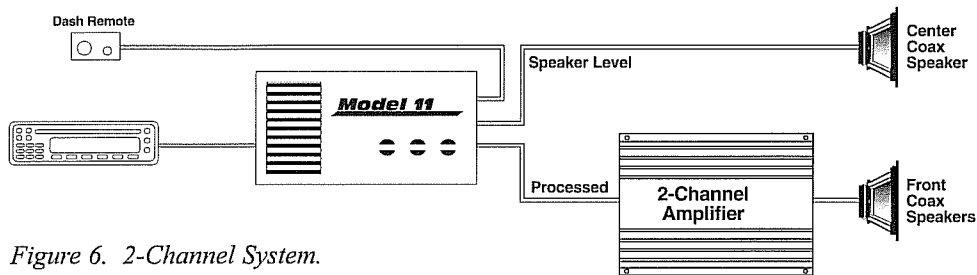 Dash Remote
Speaker Level
Center
Coax
Speaker
Model 11
Processed
2-Channel
Amplifier
Front
Coax
Speakers
Figure 6. 2-Channel System.